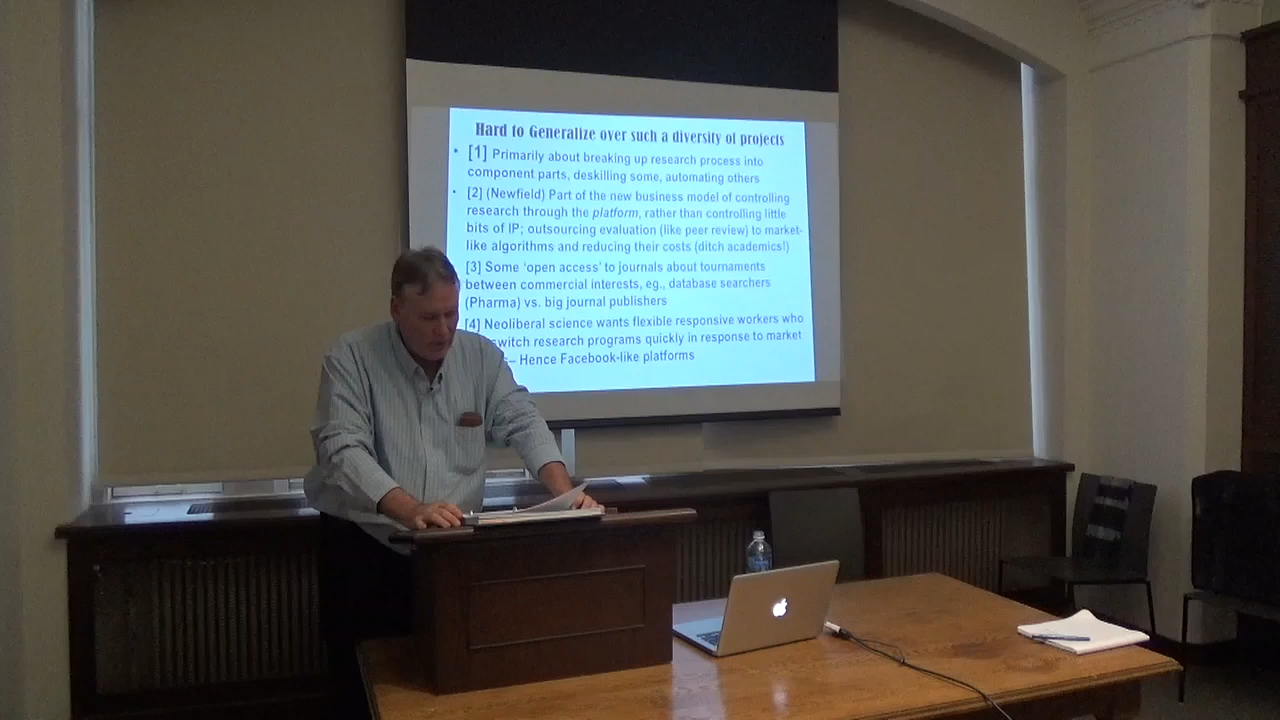 Hard to Generalize over such a diversity of projects
• [1] Primarily about breaking up research process into
component parts, deskilling some, automating others
• [2] (Newfield) Part of the new business model of controlling
research through the platform, rather than controlling little
bits of IP; outsourcing evaluation (like peer review) to market-
like algorithms and reducing their costs (ditch academics!)
[3] Some 'open access' to journals about tournaments
between commercial interests, eg., database searchers
(Pharma) vs. big journal publishers
[4] Neoliberal science wants flexible responsive workers who
switch research programs quickly in response to market
– Hence Facebook-like platforms